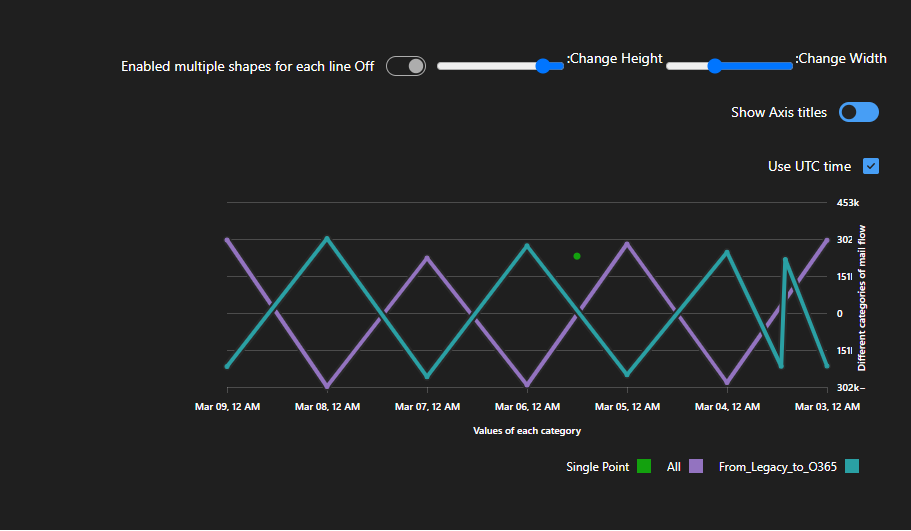 Enabled multiple shapes for each line Off
:Change Height
:Change Width
Show Axis titles
Use UTC time
453k
302
151
0
151
302k−
Different categories of mail flow
Mar 09, 12 AM
Mar 08, 12 AM
Mar 07, 12 AM
Mar 06, 12 AM
Mar 05, 12 AM
Mar 04, 12 AM
Mar 03, 12 AM
Values of each category
Single Point
All
From_Legacy_to_O365